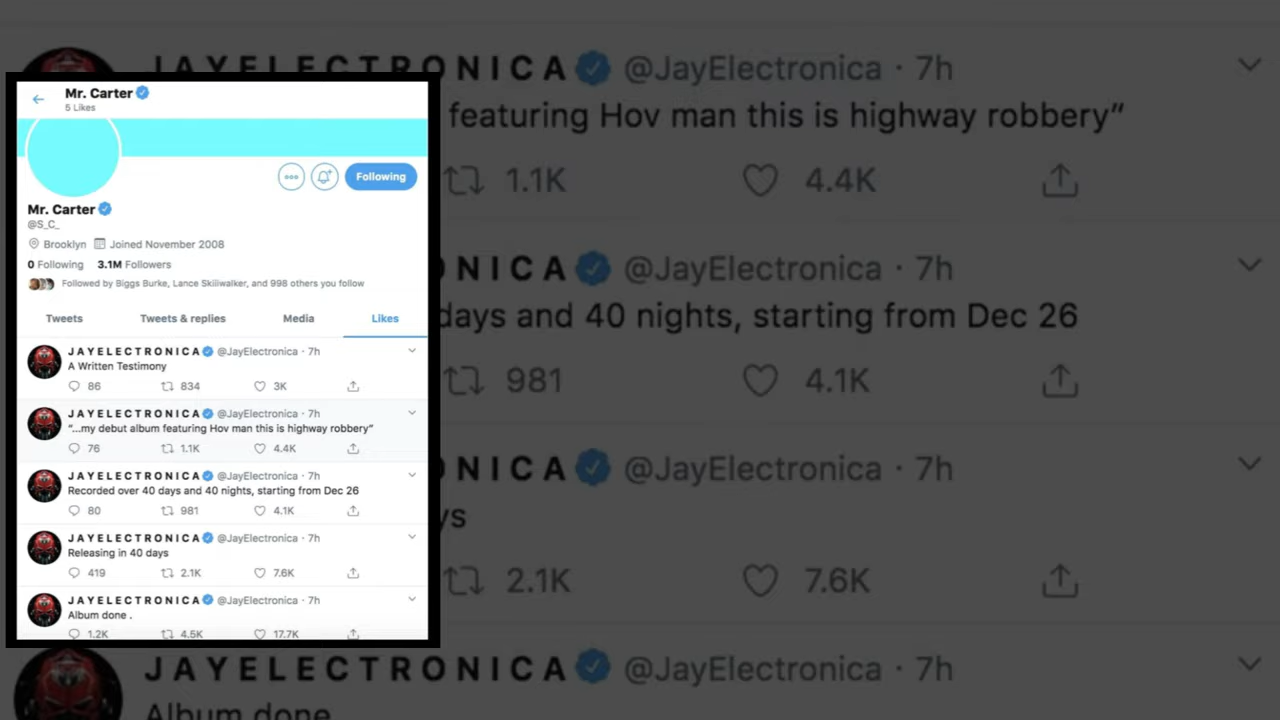 Mr. Carter
5 Likes
Following
Mr. Carter
@S_C_
Brooklyn Joined November 2008
0 Following 3.1M Followers
Followed by Biggs Burke, Lance Skiiiwalker, and 998 others you follow
Tweets Tweets & replies Media Likes
J A Y E L E C T R O N I C A @JayElectronica · 7h
A Written Testimony
86 834 3K
J A Y E L E C T R O N I C A @JayElectronica · 7h
“...my debut album featuring Hov man this is highway robbery”
76 1.1K 4.4K
J A Y E L E C T R O N I C A @JayElectronica · 7h
Recorded over 40 days and 40 nights, starting from Dec 26
80 981 4.1K
J A Y E L E C T R O N I C A @JayElectronica · 7h
Releasing in 40 days
419 2.1K 7.6K
J A Y E L E C T R O N I C A @JayElectronica · 7h
Album done .
1.2K 4.5K 17.7K
J A Y E L E C T R O N I C A @JayElectronica · 7h
featuring Hov man this is highway robbery”
1.1K 4.4K
N I C A @JayElectronica · 7h
days and 40 nights, starting from Dec 26
981 4.1K
N I C A @JayElectronica · 7h
ys
2.1K 7.6K
J A Y E L E C T R O N I C A @JayElectronica · 7h
Album done